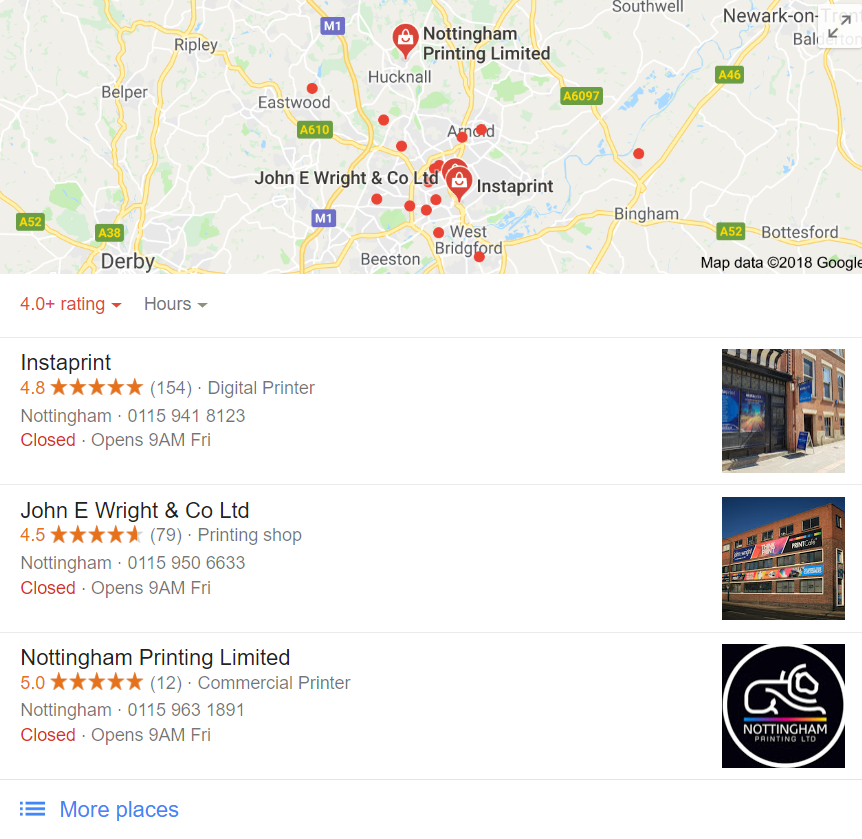 Southwell
Newark-on-Trent
M1
Nottingham
Printing Limited
Ripley
Balderton
Hucknall
A46
Belper
Eastwood
A6097
A610
Arnold
John E Wright & Co Ltd
Instaprint
M1
Bingham
A52
A38
West
Bridgford
A52
Bottesford
Derby
Beeston
Map data ©2018 Google
4.0+ rating
Hours
Instaprint
4.8 (154) · Digital Printer
Nottingham · 0115 941 8123
Closed · Opens 9AM Fri
John E Wright & Co Ltd
4.5 (79) · Printing shop
Nottingham · 0115 950 6633
Closed · Opens 9AM Fri
Nottingham Printing Limited
5.0 (12) · Commercial Printer
Nottingham · 0115 963 1891
Closed · Opens 9AM Fri
NOTTINGHAM
PRINTING LTD
More places